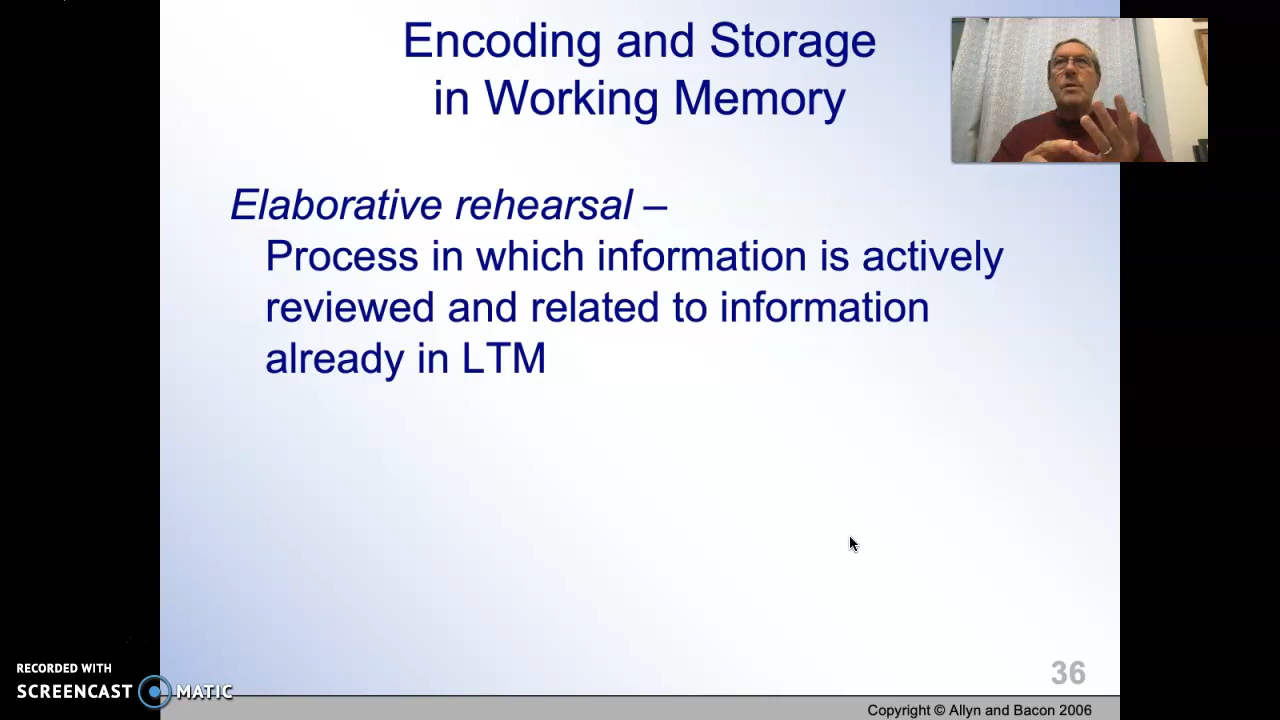 Encoding and Storage
in Working Memory
Elaborative rehearsal –
Process in which information is actively
reviewed and related to information
already in LTM
36
RECORDED WITH
SCREENCAST MATIC
Copyright © Allyn and Bacon 2006